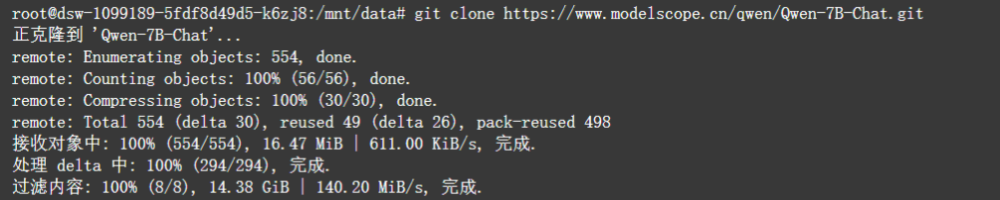 root@dsw-1099189-5fdf8d49d5-k6zj8:/mnt/data# git clone https://www.modelscope.cn/qwen/Qwen-7B-Chat.git
正克隆到 'Qwen-7B-Chat'...
remote: Enumerating objects: 554, done.
remote: Counting objects: 100% (56/56), done.
remote: Compressing objects: 100% (30/30), done.
remote: Total 554 (delta 30), reused 49 (delta 26), pack-reused 498
接收对象中: 100% (554/554), 16.47 MiB | 611.00 KiB/s, 完成.
处理 delta 中: 100% (294/294), 完成.
过滤内容: 100% (8/8), 14.38 GiB | 140.20 MiB/s, 完成.